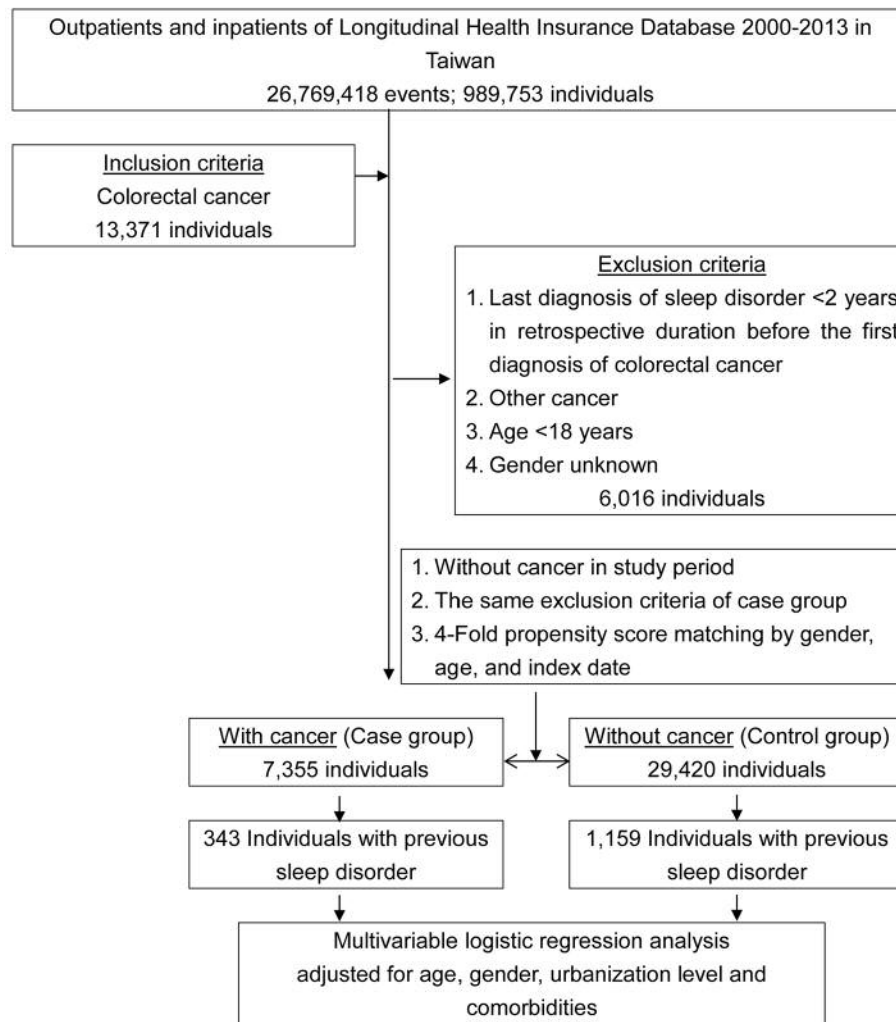 Outpatients and inpatients of Longitudinal Health Insurance Database 2000-2013 in
Taiwan
26,769,418 events; 989,753 individuals
Inclusion criteria
Colorectal cancer
13,371 individuals
Exclusion criteria
1. Last diagnosis of sleep disorder <2 years
in retrospective duration before the first
diagnosis of colorectal cancer
2. Other cancer
3. Age <18 years
4. Gender unknown
6,016 individuals
1. Without cancer in study period
2. The same exclusion criteria of case group
3. 4-Fold propensity score matching by gender,
age, and index date
With cancer (Case group)
7,355 individuals
Without cancer (Control group)
29,420 individuals
343 Individuals with previous
sleep disorder
1,159 Individuals with previous
sleep disorder
Multivariable logistic regression analysis
adjusted for age, gender, urbanization level and
comorbidities